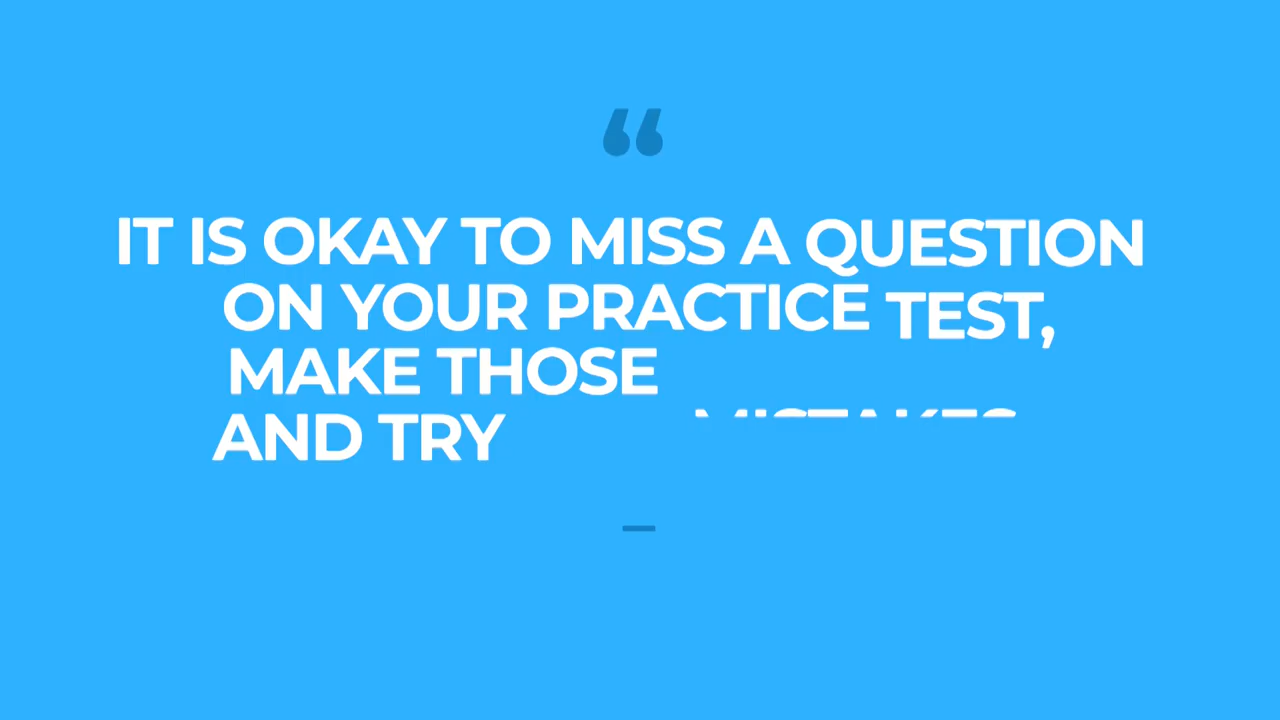 “
IT IS OKAY TO MISS A QUESTION
ON YOUR PRACTICE TEST,
MAKE THOSE
AND TRY